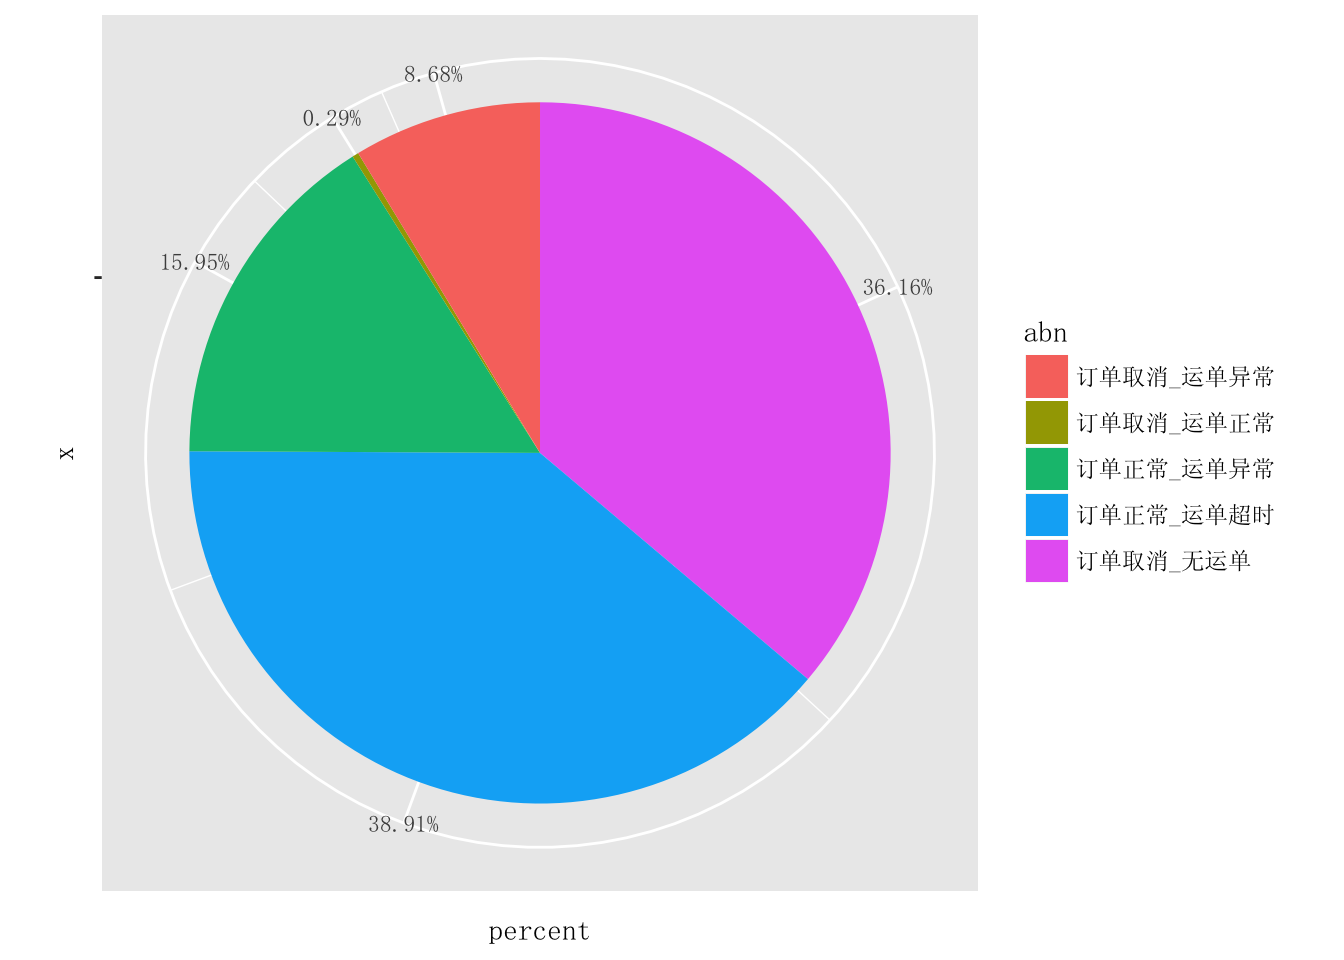 8.68%
0.29%
15.95%
36.16%
38.91%
x
percent
abn
订单取消_运单异常
订单取消_运单正常
订单正常_运单异常
订单正常_运单超时
订单取消_无运单